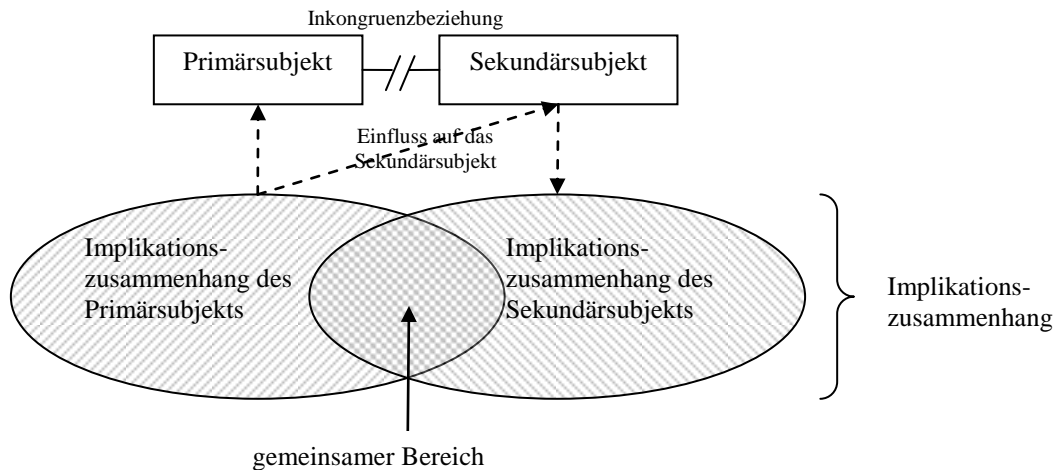 Inkongruenzbeziehung
Primärsubjekt
Sekundärsubjekt
Einfluss auf das
Sekundärsubjekt
Implikations-
zusammenhang des
Primärsubjekts
Implikations-
zusammenhang des
Sekundärsubjekts
Implikations-
zusammenhang
gemeinsamer Bereich